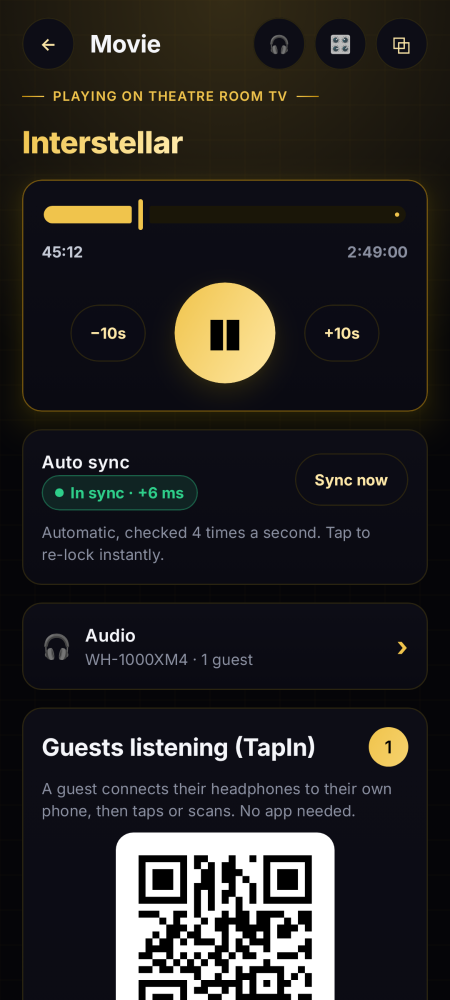 Movie
PLAYING ON THEATRE ROOM TV
Interstellar
45:12
2:49:00
−10s
+10s
Auto sync
In sync · +6 ms
Sync now
Automatic, checked 4 times a second. Tap to
re-lock instantly.
Audio
WH-1000XM4 · 1 guest
Guests listening (TapIn)
1
A guest connects their headphones to their own
phone, then taps or scans. No app needed.